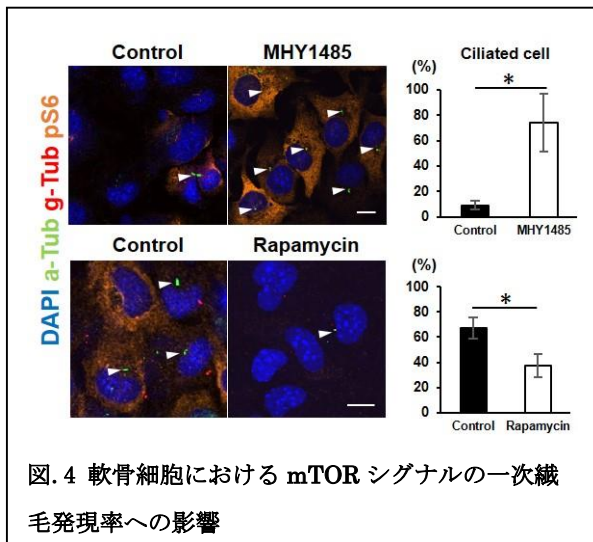 Control MHY1485 Ciliated cell
(%)
*
100
80
60
40
20
0
Control MHY1485
DAPI a-Tub g-Tub pS6
Control Rapamycin
(%)
*
100
80
60
40
20
0
Control Rapamycin
図.4 軟骨細胞における mTOR シグナルの一次繊
毛発現率への影響